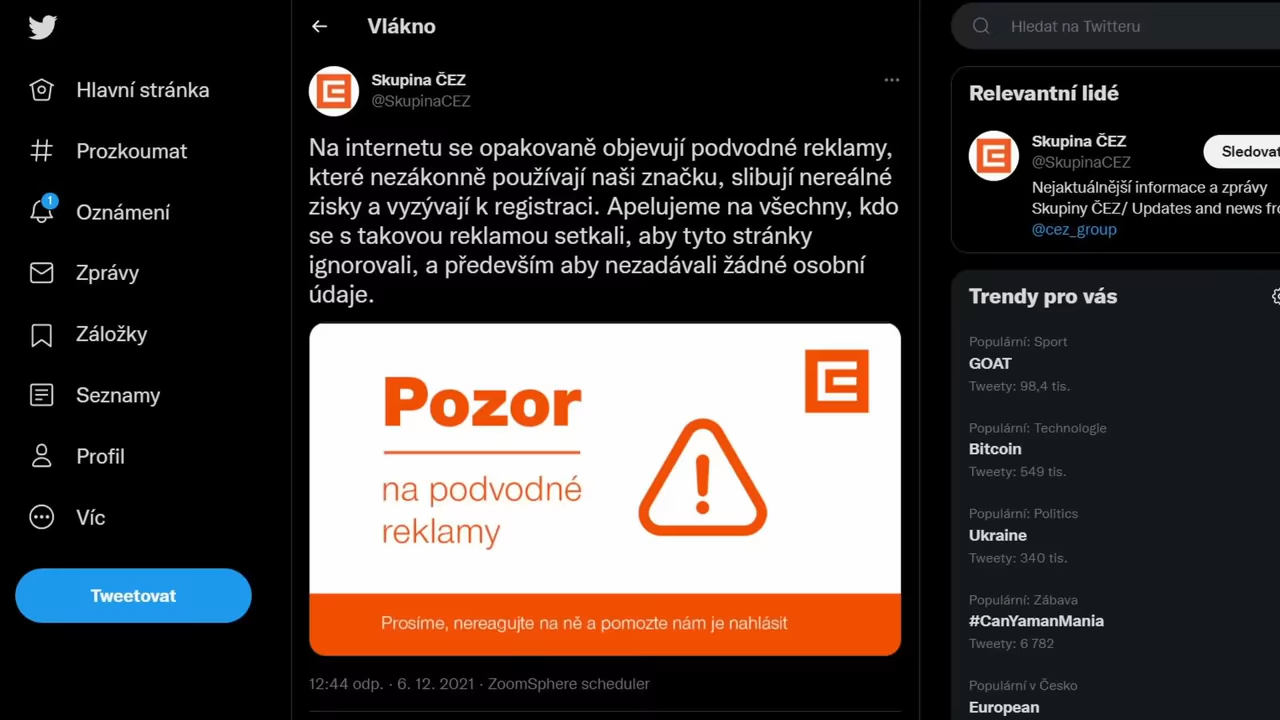 Hlavní stránka
Prozkoumat
1
Oznámení
Zprávy
Záložky
Seznamy
Profil
Víc
Tweetovat
Vlákno
Skupina ČEZ
@SkupinaCEZ
Na internetu se opakovaně objevují podvodné reklamy,
které nezákonně používají naši značku, slibují nereálné
zisky a vyzývají k registraci. Apelujeme na všechny, kdo
se s takovou reklamou setkali, aby tyto stránky
ignorovali, a především aby nezadávali žádné osobní
údaje.
Pozor
na podvodné
reklamy
Prosíme, nereagujte na ně a pomozte nám je nahlásit
12:44 odp. · 6. 12. 2021 · ZoomSphere scheduler
Hledat na Twitteru
Relevantní lidé
Skupina ČEZ
@SkupinaCEZ
Sledovat
Nejaktuálnější informace a zprávy
Skupiny ČEZ/ Updates and news fro
@cez_group
Trendy pro vás
Populární: Sport
GOAT
Tweety: 98,4 tis.
Populární: Technologie
Bitcoin
Tweety: 549 tis.
Populární: Politics
Ukraine
Tweety: 340 tis.
Populární: Zábava
#CanYamanMania
Tweety: 6 782
Populární v Česko
European